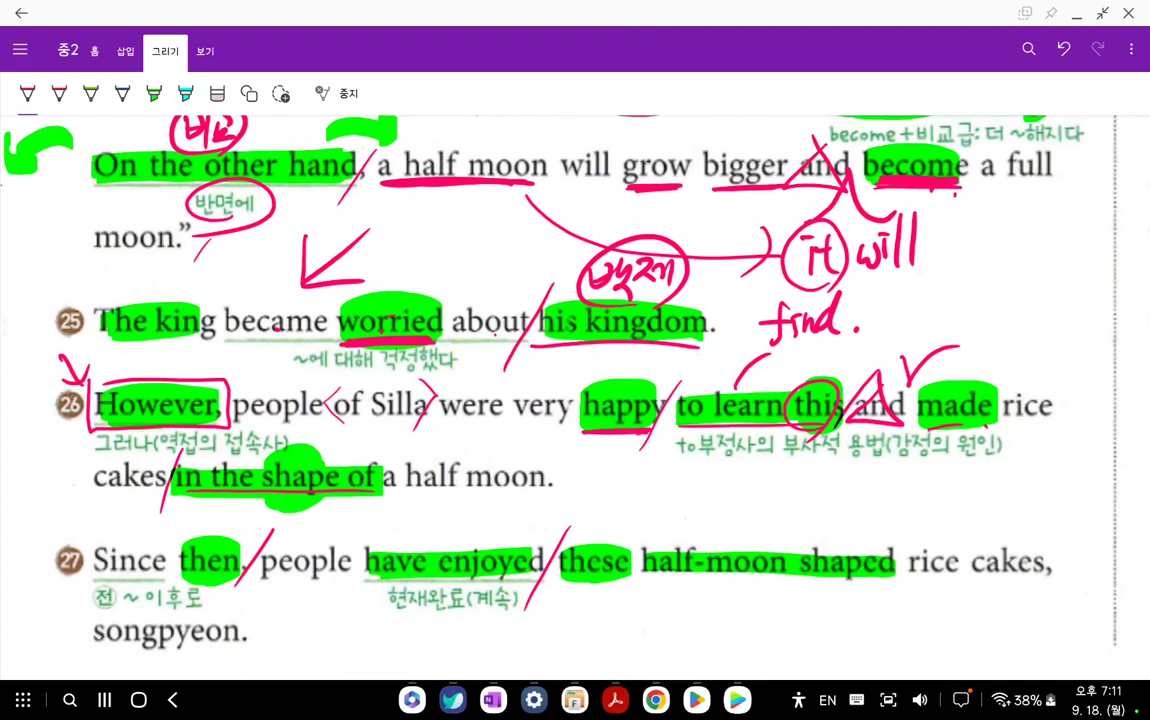 중2 홈 삽입 그리기 보기
중지
비교
become+비교급: 더 ~해지다
On the other hand, a half moon will grow bigger and become a full
반면에
moon.”
it will
find.
백제
25 The king became worried about his kingdom.
~에 대해 걱정했다
26 However, people of Silla were very happy to learn this, and made rice
그러나(역접의 접속사) to부정사의 부사적 용법(감정의 원인)
cakes in the shape of a half moon.
27 Since then, people have enjoyed these half-moon shaped rice cakes,
전 ~이후로 현재완료(계속)
songpyeon.
EN 38% 오후 7:11
9. 18. (월)